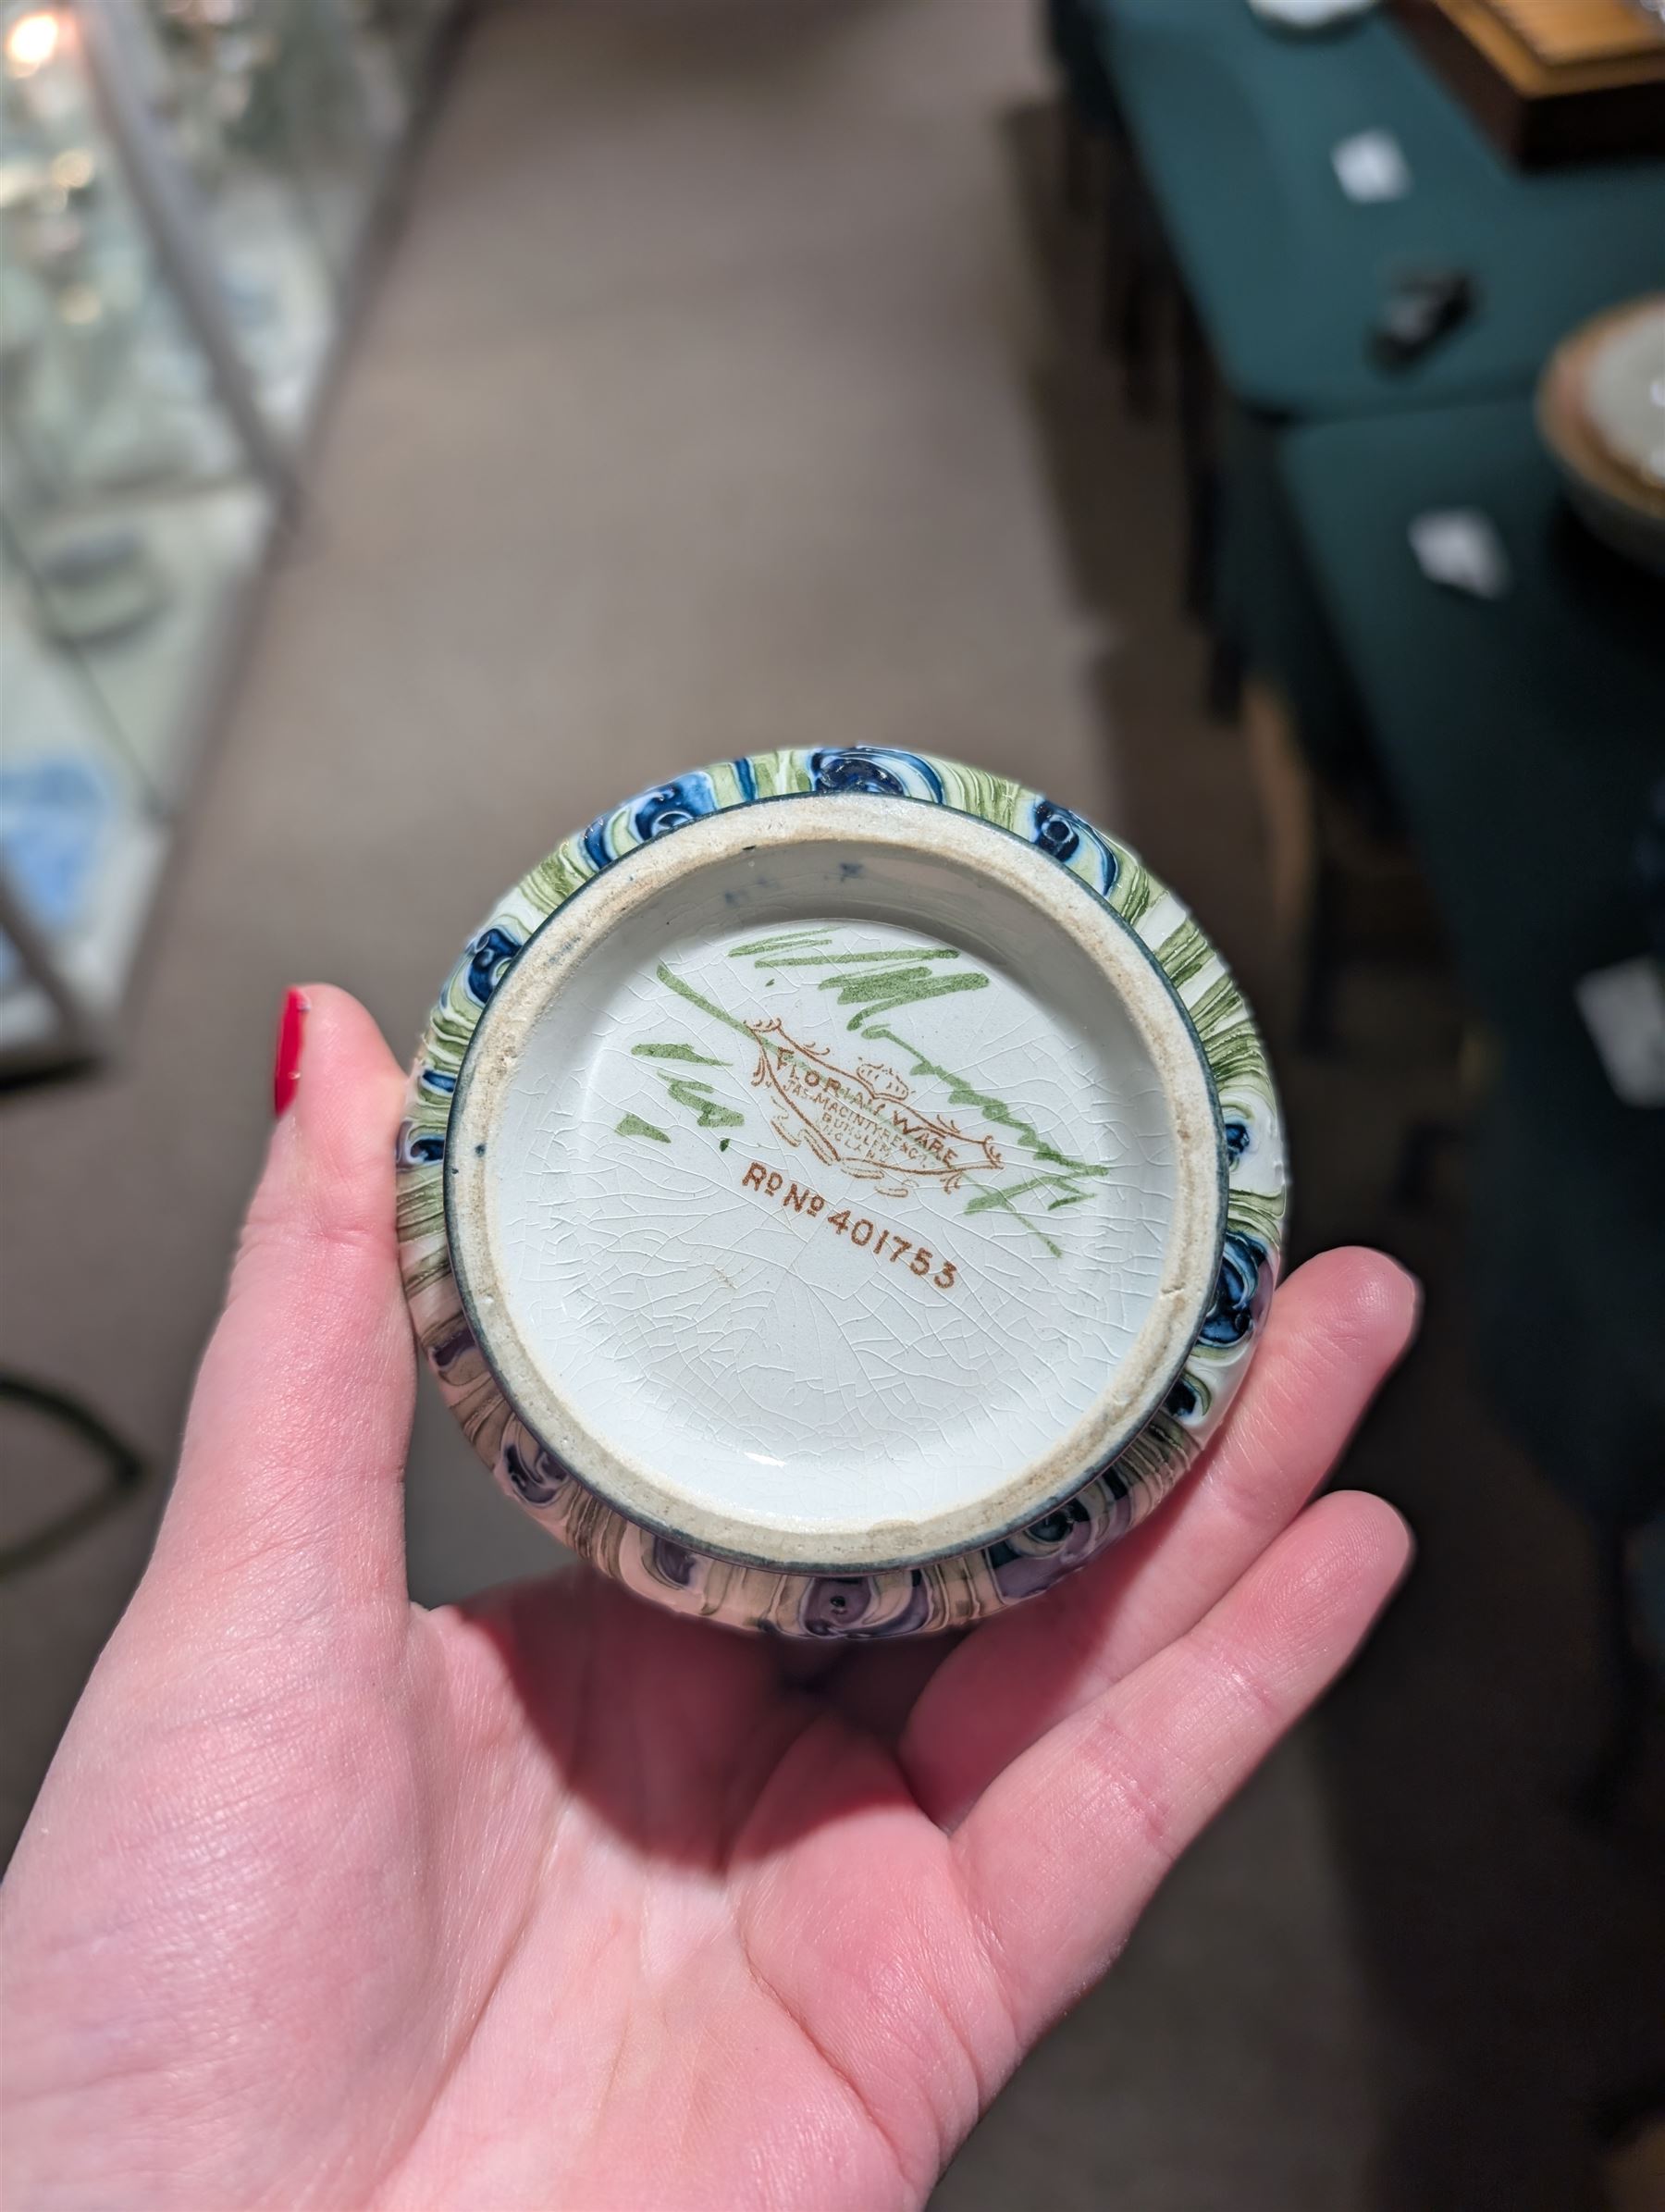 FLORIAN WARE
JAS. MACINTYRE & CO. LTD
BURSLEM
ENGLAND
RD NO 401753